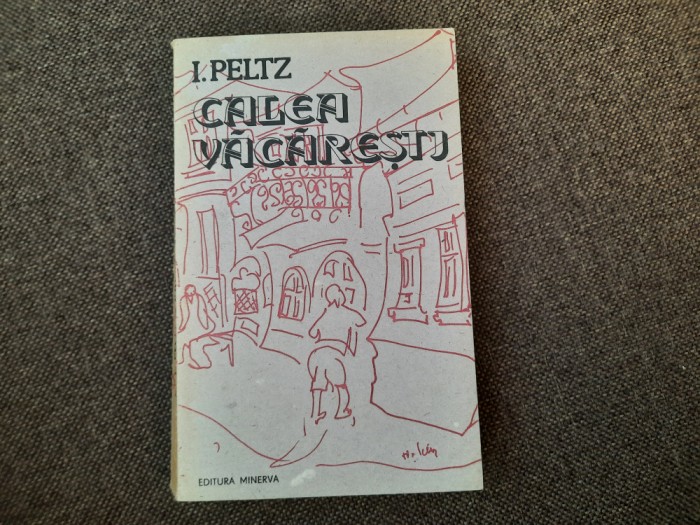 I. PELTZ
CALEA
VĂCĂREȘTI
EDITURA MINERVA